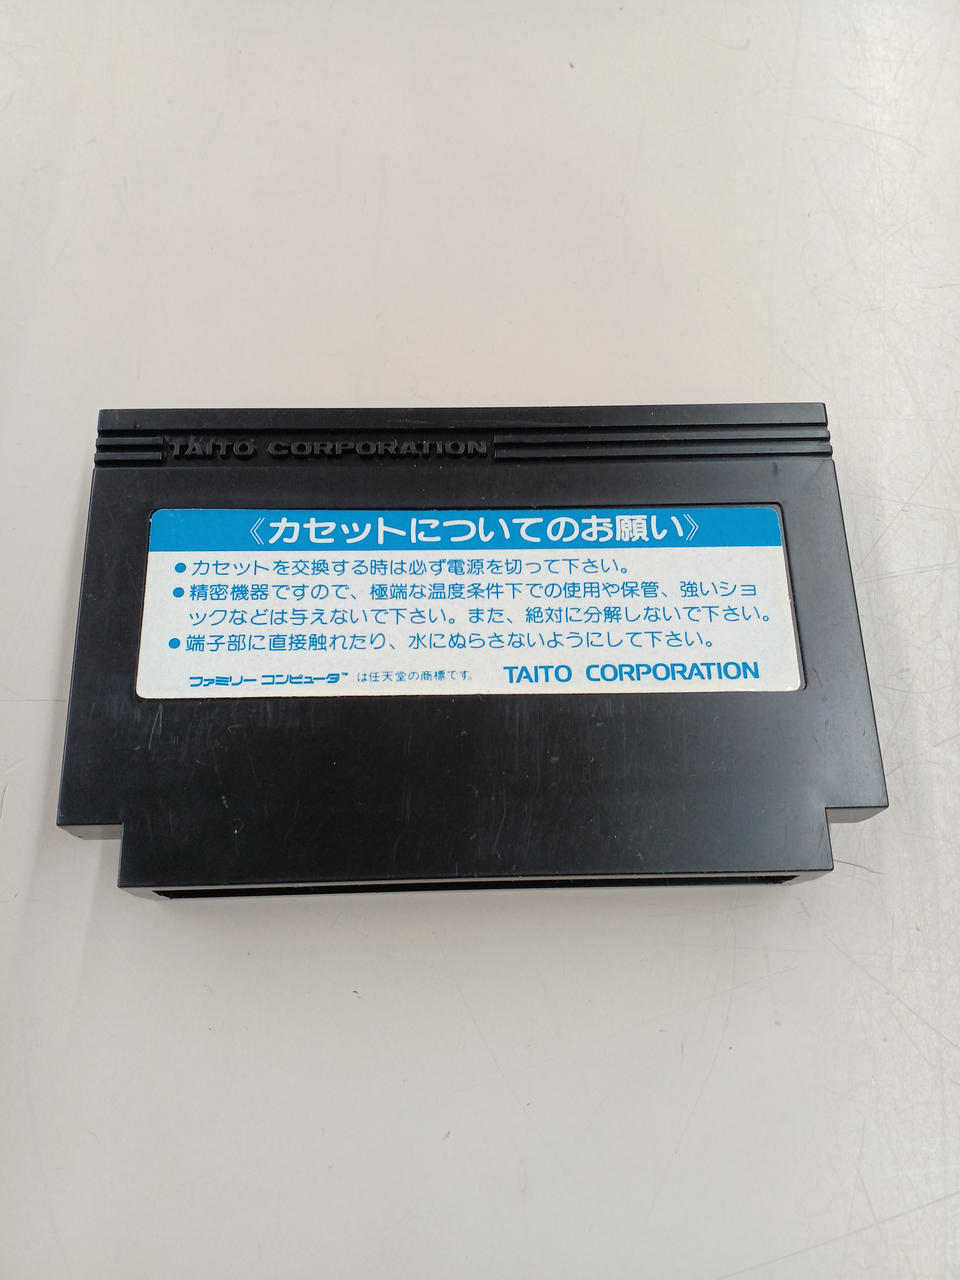 TAITO CORPORATION
《カセットについてのお願い》
●カセットを交換する時は必ず電源を切って下さい。
●精密機器ですので、極端な温度条件下での使用や保管、強いショ
ックなどは与えないで下さい。また、絶対に分解しないで下さい。
●端子部に直接触れたり、水にぬらさないようにして下さい。
ファミリーコンピュータ™ は任天堂の商標です。 TAITO CORPORATION